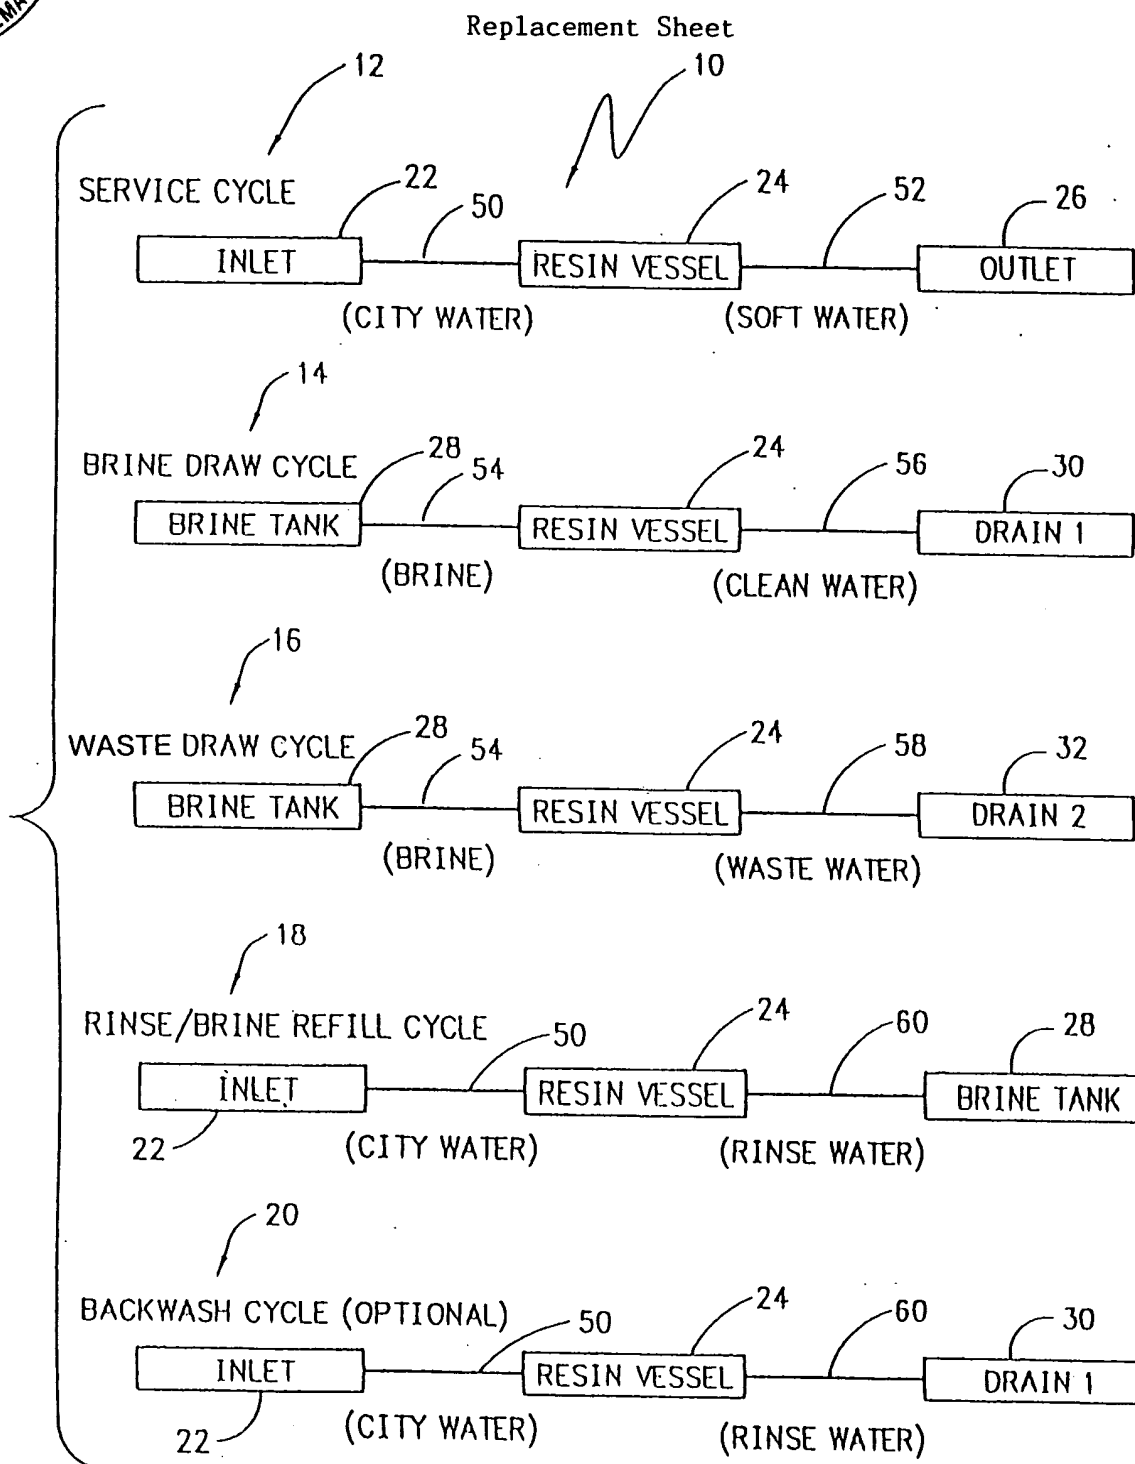 Replacement Sheet
12
10
SERVICE CYCLE
22
50
24
52
26
INLET
RESIN VESSEL
OUTLET
(CITY WATER)
(SOFT WATER)
14
BRINE DRAW CYCLE
28
54
24
56
30
BRINE TANK
RESIN VESSEL
DRAIN 1
(BRINE)
(CLEAN WATER)
16
WASTE DRAW CYCLE
28
54
24
58
32
BRINE TANK
RESIN VESSEL
DRAIN 2
(BRINE)
(WASTE WATER)
18
RINSE/BRINE REFILL CYCLE
50
24
60
28
INLET
RESIN VESSEL
BRINE TANK
22
(CITY WATER)
(RINSE WATER)
20
BACKWASH CYCLE (OPTIONAL)
50
24
60
30
INLET
RESIN VESSEL
DRAIN 1
22
(CITY WATER)
(RINSE WATER)